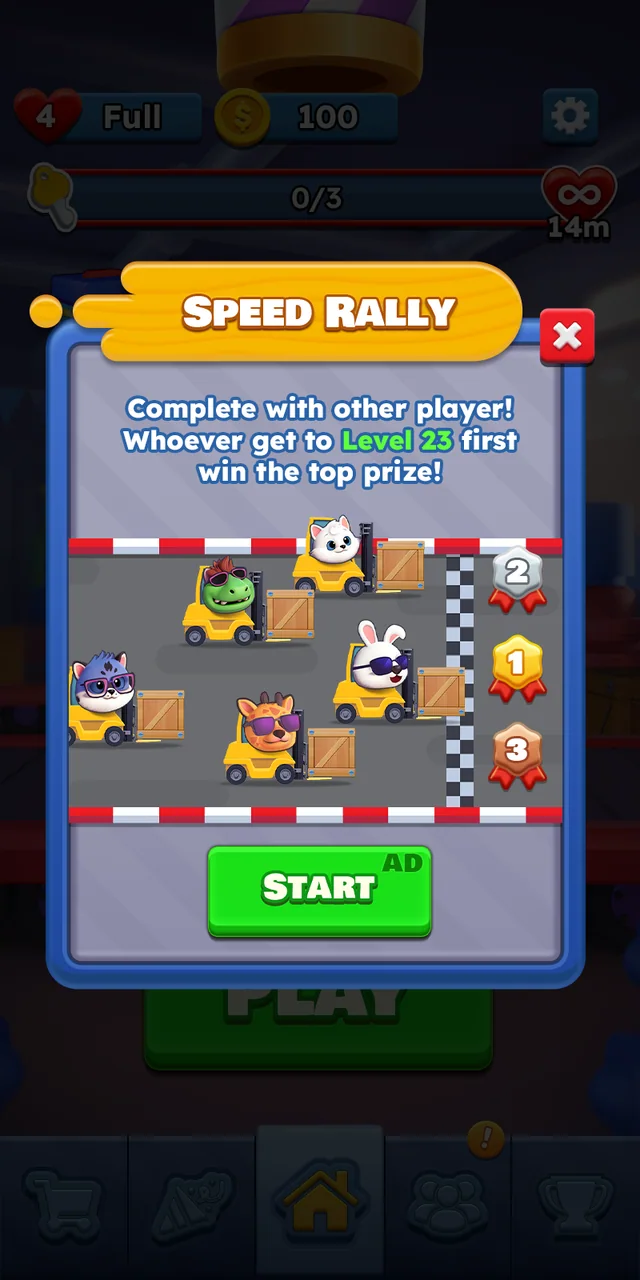 4 Full 100
0/3
∞
14m
SPEED RALLY
Complete with other player!
Whoever get to Level 23 first
win the top prize!
2
1
3
AD
START
PLAY
!